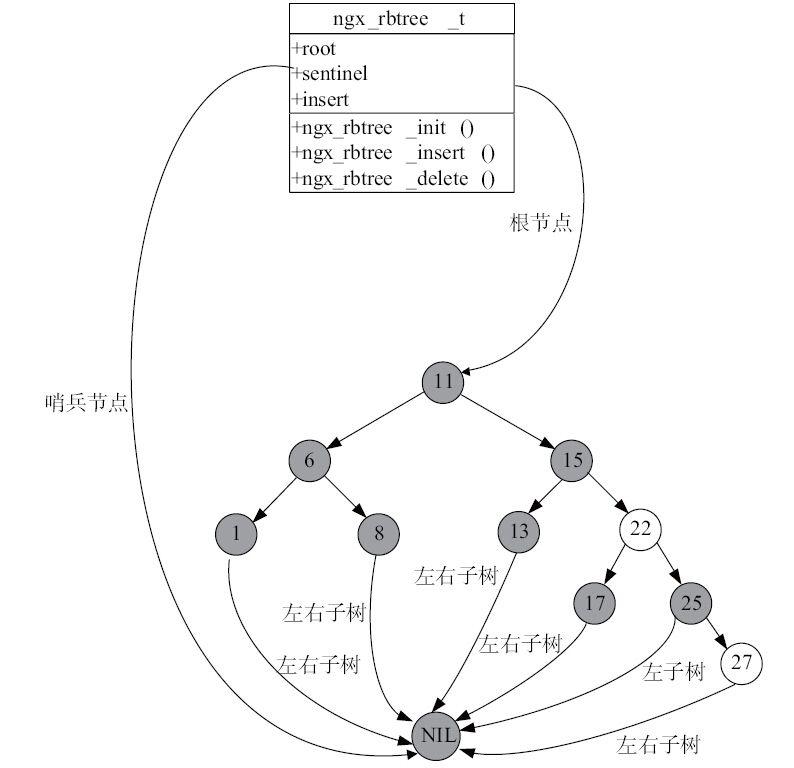 ngx_rbtree _t
+root
+sentinel
+insert
+ngx_rbtree _init ()
+ngx_rbtree _insert ()
+ngx_rbtree _delete ()
根节点
11
哨兵节点
6
15
1
8
13
22
左右子树
17
25
左右子树
左右子树
27
左右子树
左子树
NIL
左右子树